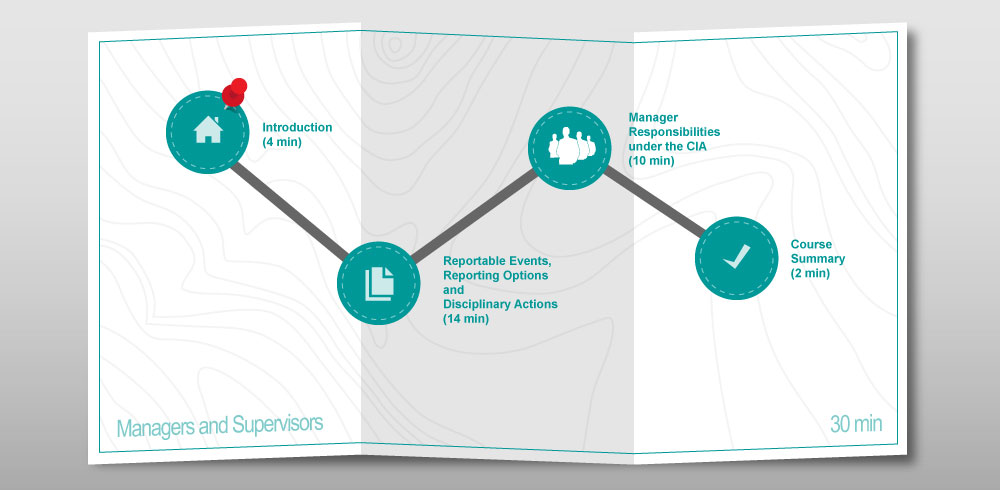 Introduction
(4 min)
Reportable Events,
Reporting Options
and
Disciplinary Actions
(14 min)
Manager
Responsibilities
under the CIA
(10 min)
Course
Summary
(2 min)
Managers and Supervisors
30 min